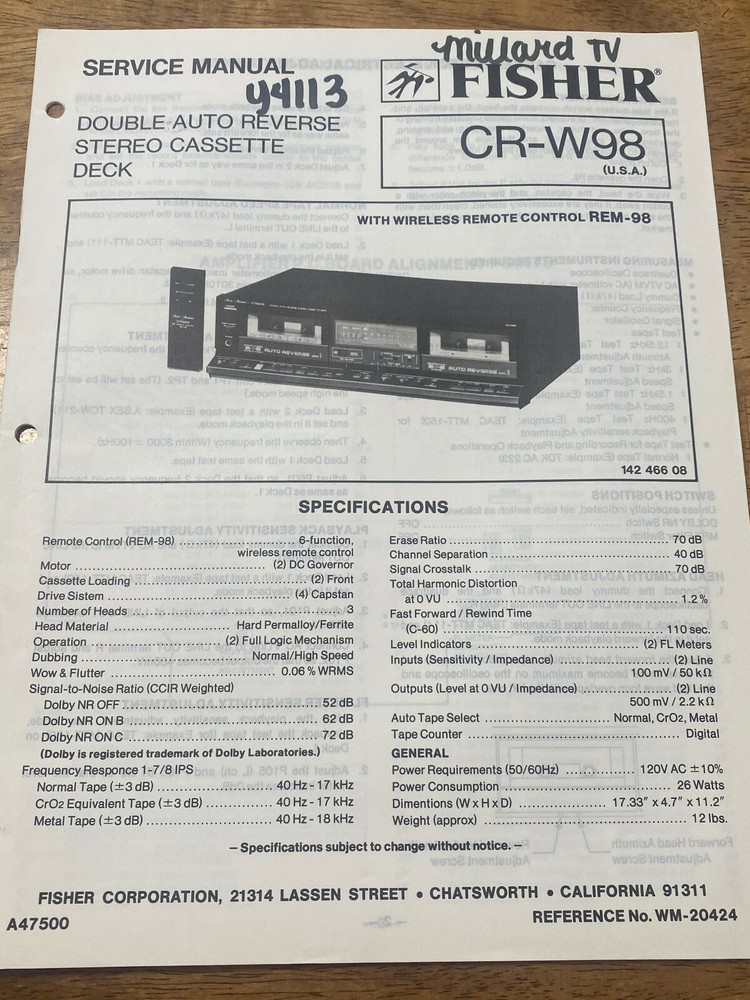 Millard TV
SERVICE MANUAL
Y4113
FISHER®
DOUBLE AUTO REVERSE
STEREO CASSETTE
DECK
CR-W98
(U.S.A.)
WITH WIRELESS REMOTE CONTROL REM-98
AUTO REVERSE
AUTO REVERSE
142 466 08
SPECIFICATIONS
Remote Control (REM-98) 6-function,
wireless remote control
Motor (2) DC Governor
Cassette Loading (2) Front
Drive Sistem (4) Capstan
Number of Heads 3
Head Material Hard Permalloy/Ferrite
Operation (2) Full Logic Mechanism
Dubbing Normal/High Speed
Wow & Flutter 0.06 % WRMS
Signal-to-Noise Ratio (CCIR Weighted)
Dolby NR OFF 52 dB
Dolby NR ON B 62 dB
Dolby NR ON C 72 dB
(Dolby is registered trademark of Dolby Laboratories.)
Frequency Responce 1-7/8 IPS
Normal Tape (±3 dB) 40 Hz - 17 kHz
CrO2 Equivalent Tape (±3 dB) 40 Hz - 17 kHz
Metal Tape (±3 dB) 40 Hz - 18 kHz
Erase Ratio 70 dB
Channel Separation 40 dB
Signal Crosstalk 70 dB
Total Harmonic Distortion
at 0 VU 1.2 %
Fast Forward / Rewind Time
(C-60) 110 sec.
Level Indicators (2) FL Meters
Inputs (Sensitivity / Impedance) (2) Line
100 mV / 50 kΩ
Outputs (Level at 0 VU / Impedance) (2) Line
500 mV / 2.2 kΩ
Auto Tape Select Normal, CrO2, Metal
Tape Counter Digital
GENERAL
Power Requirements (50/60Hz) 120V AC ±10%
Power Consumption 26 Watts
Dimentions (W x H x D) 17.33" x 4.7" x 11.2"
Weight (approx) 12 lbs.
– Specifications subject to change without notice. –
FISHER CORPORATION, 21314 LASSEN STREET • CHATSWORTH • CALIFORNIA 91311
A47500
REFERENCE No. WM-20424